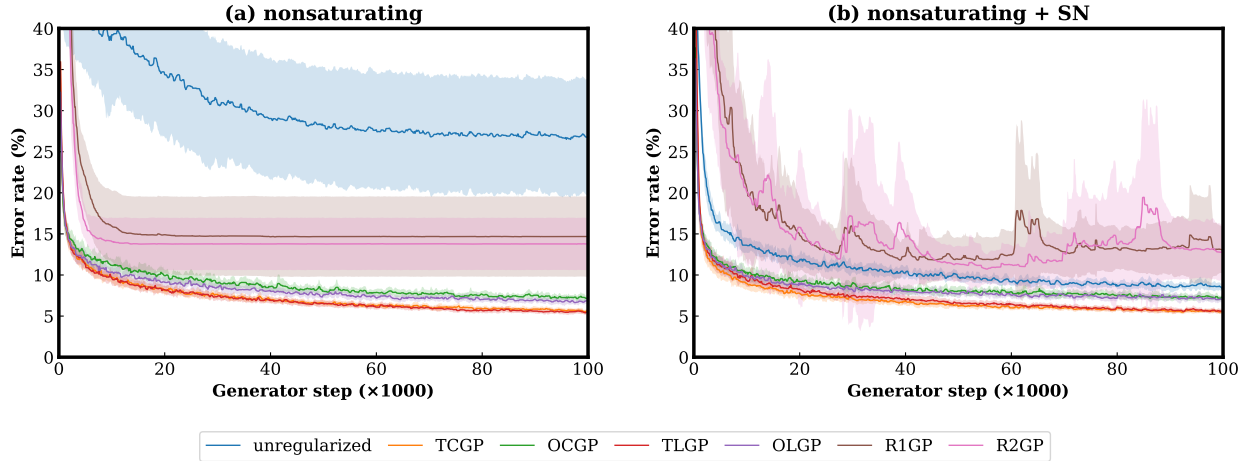 (a) nonsaturating
40
35
30
25
20
15
10
5
0
Error rate (%)
0 20 40 60 80 100
Generator step (×1000)
(b) nonsaturating + SN
40
35
30
25
20
15
10
5
0
Error rate (%)
0 20 40 60 80 100
Generator step (×1000)
unregularized TCGP OCGP TLGP OLGP R1GP R2GP